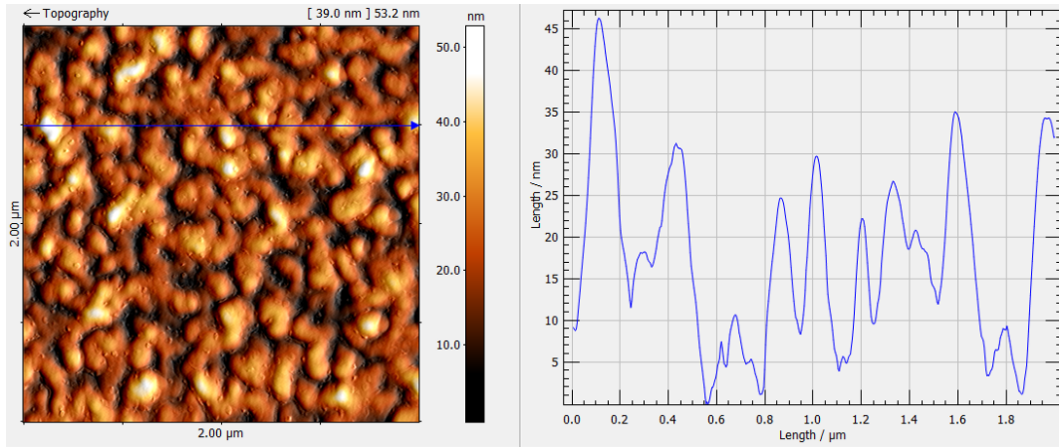 ← Topography [ 39.0 nm ] 53.2 nm
nm
50.0
40.0
30.0
20.0
10.0
2.00 µm
2.00 µm
45
40
35
30
25
20
15
10
5
Length / nm
0.0 0.2 0.4 0.6 0.8 1.0 1.2 1.4 1.6 1.8
Length / µm